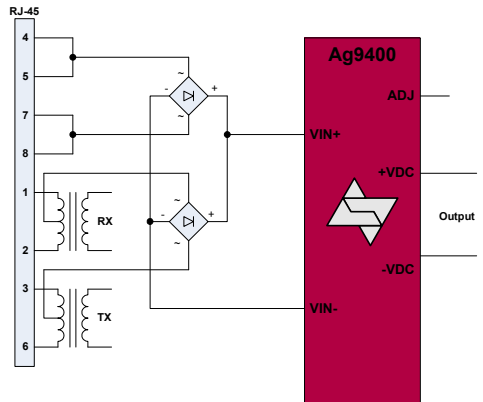 RJ-45
4
5
7
8
1
2
3
6
~
-
+
~
~
-
+
~
RX
TX
Ag9400
ADJ
VIN+
+VDC
Output
-VDC
VIN-